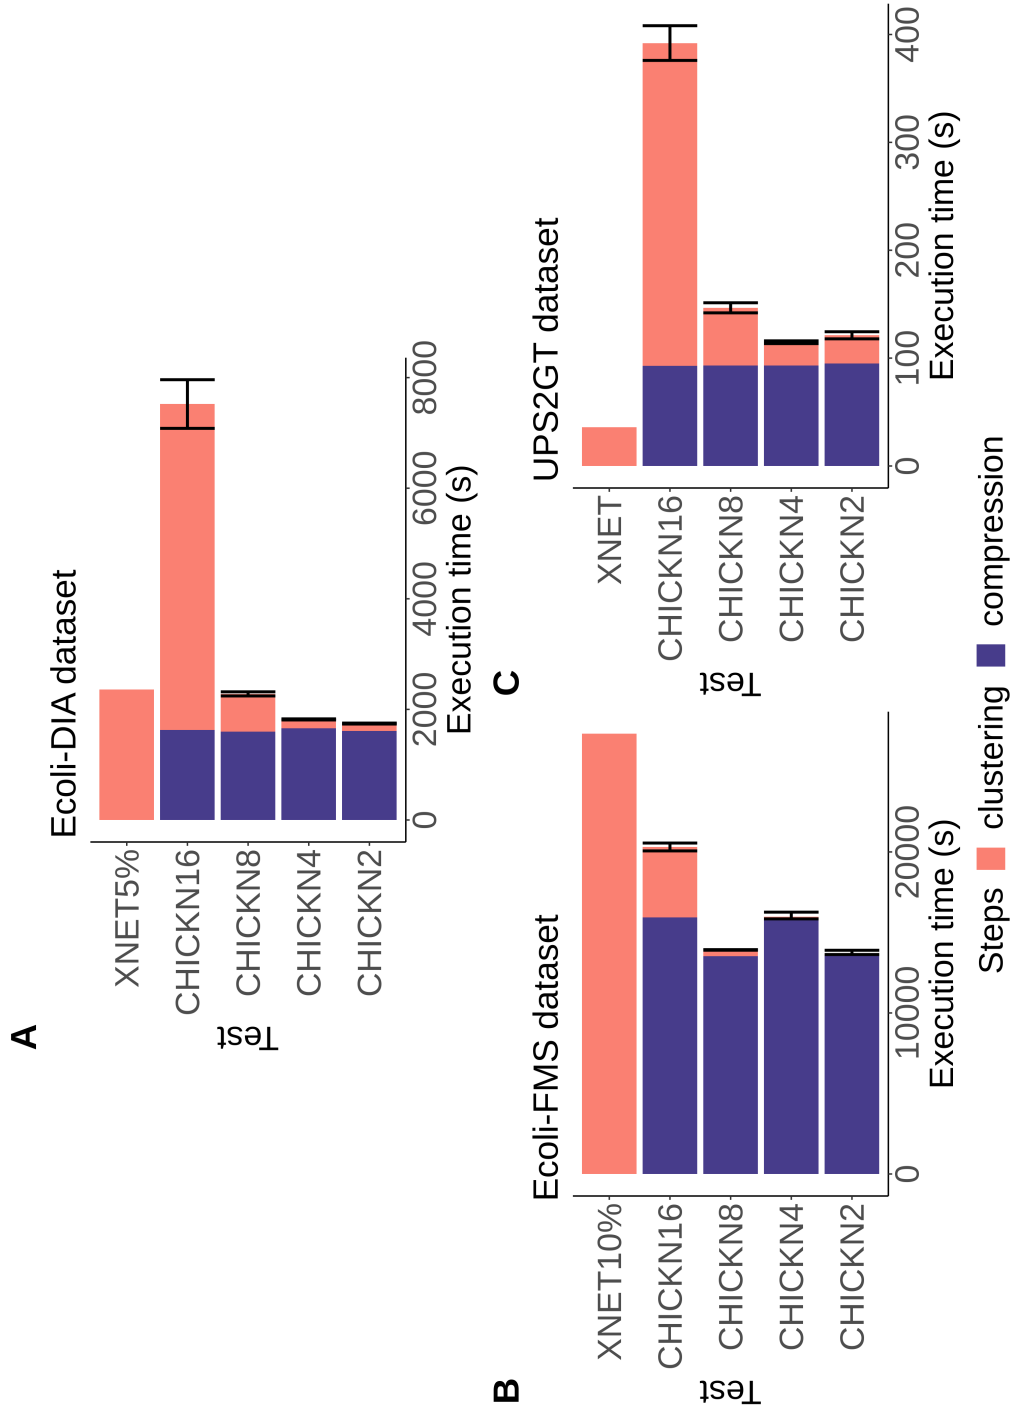 A
Ecoli-DIA dataset
Test
XNET5%
CHICKN16
CHICKN8
CHICKN4
CHICKN2
0 2000 4000 6000 8000
Execution time (s)
B
Ecoli-FMS dataset
Test
XNET10%
CHICKN16
CHICKN8
CHICKN4
CHICKN2
0 10000 20000
Execution time (s)
C
UPS2GT dataset
Test
XNET
CHICKN16
CHICKN8
CHICKN4
CHICKN2
0 100 200 300 400
Execution time (s)
Steps clustering compression